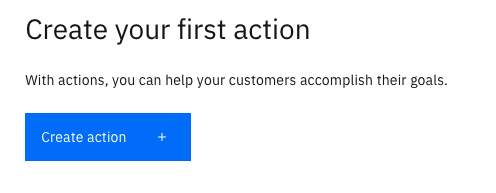 Create your first action
With actions, you can help your customers accomplish their goals.
Create action +